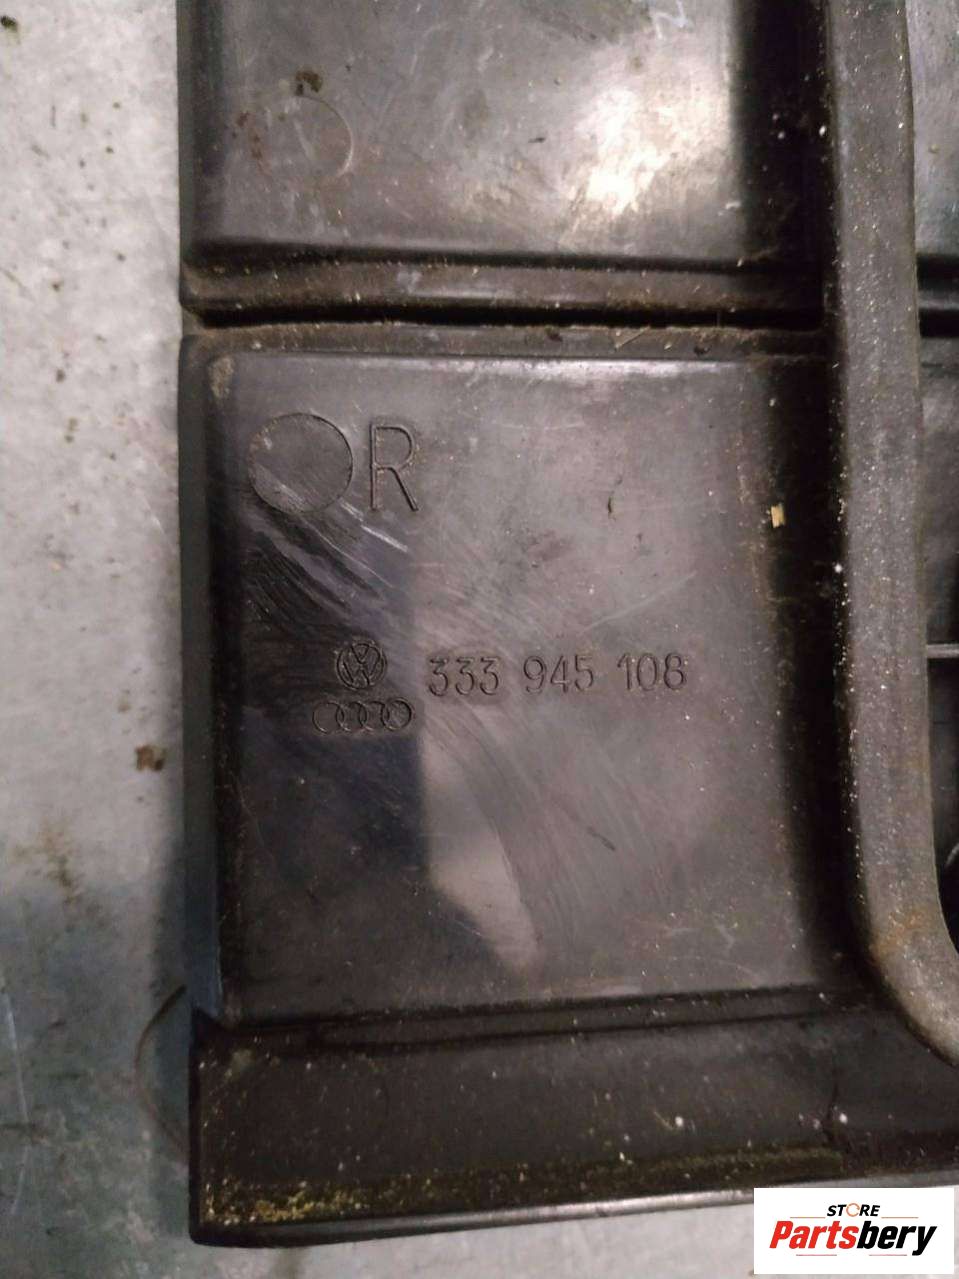 R
333 945 108
STORE
Partsbery